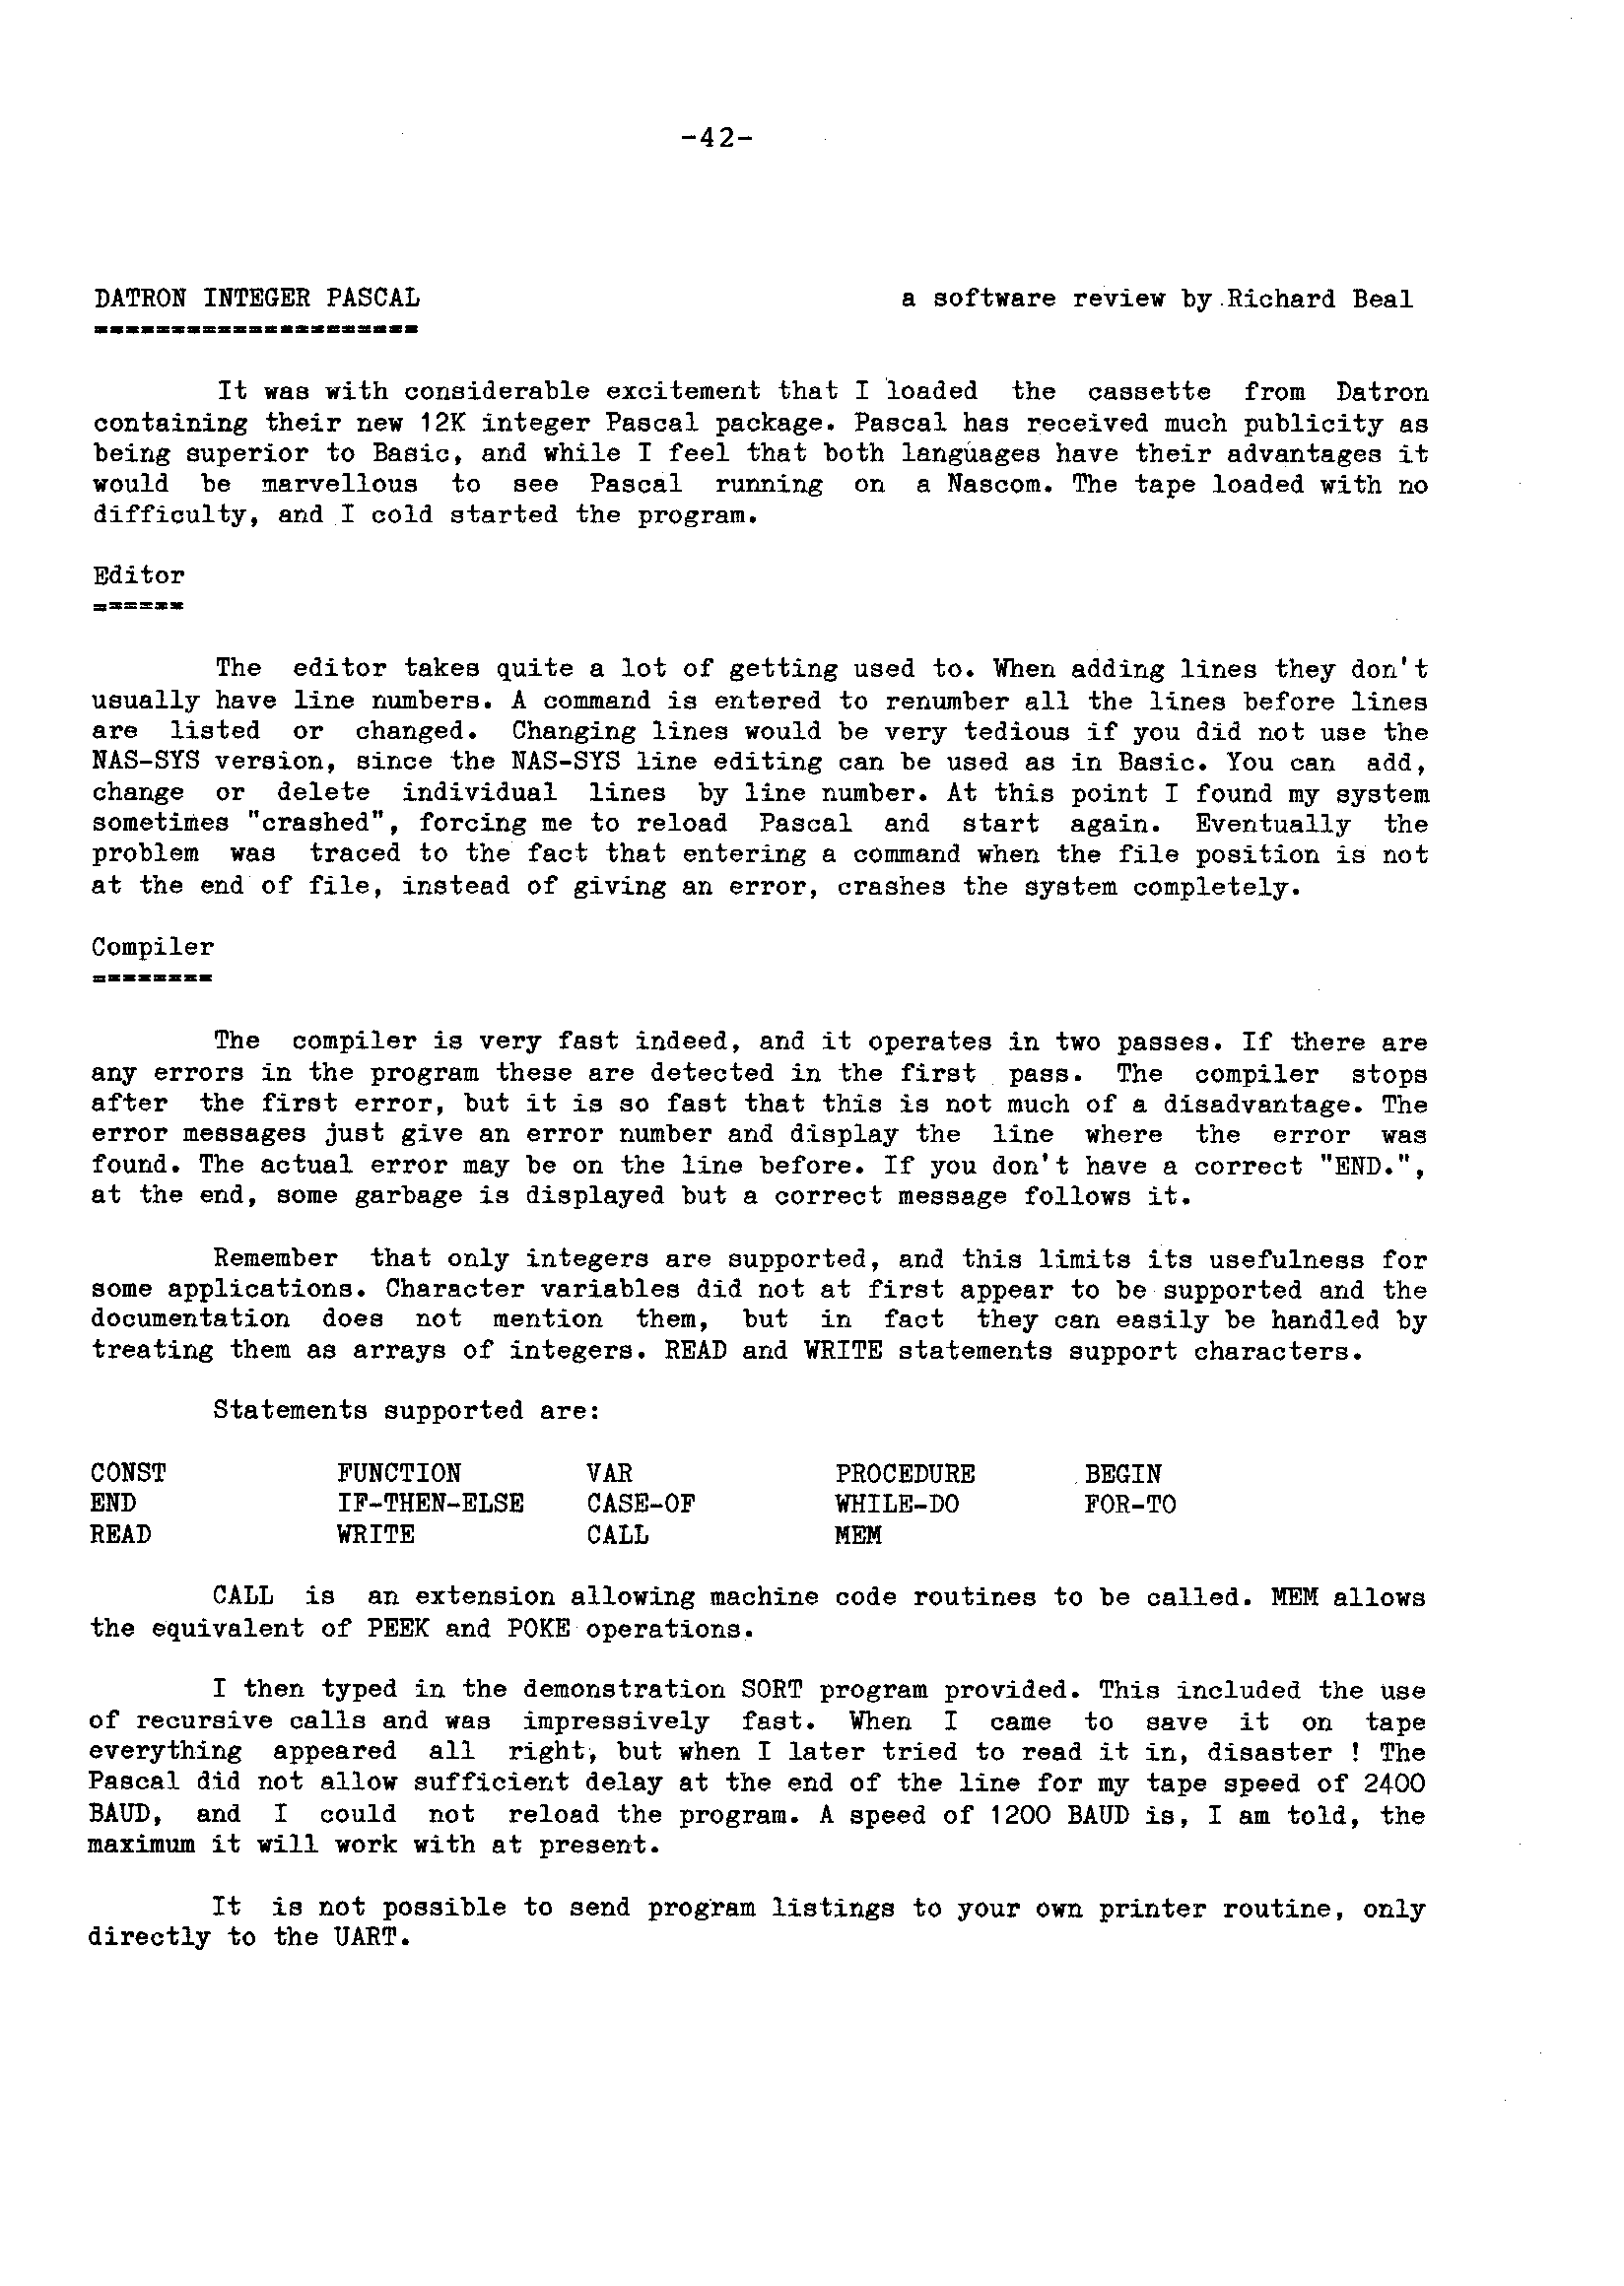 -42-
DATRON INTEGER PASCAL a software review by Richard Beal
=====================
It was with considerable excitement that I loaded the cassette from Datron
containing their new 12K integer Pascal package. Pascal has received much publicity as
being superior to Basic, and while I feel that both languages have their advantages it
would be marvellous to see Pascal running on a Nascom. The tape loaded with no
difficulty, and I cold started the program.
Editor
======
The editor takes quite a lot of getting used to. When adding lines they don't
usually have line numbers. A command is entered to renumber all the lines before lines
are listed or changed. Changing lines would be very tedious if you did not use the
NAS-SYS version, since the NAS-SYS line editing can be used as in Basic. You can add,
change or delete individual lines by line number. At this point I found my system
sometimes "crashed", forcing me to reload Pascal and start again. Eventually the
problem was traced to the fact that entering a command when the file position is not
at the end of file, instead of giving an error, crashes the system completely.
Compiler
========
The compiler is very fast indeed, and it operates in two passes. If there are
any errors in the program these are detected in the first pass. The compiler stops
after the first error, but it is so fast that this is not much of a disadvantage. The
error messages just give an error number and display the line where the error was
found. The actual error may be on the line before. If you don't have a correct "END.",
at the end, some garbage is displayed but a correct message follows it.
Remember that only integers are supported, and this limits its usefulness for
some applications. Character variables did not at first appear to be supported and the
documentation does not mention them, but in fact they can easily be handled by
treating them as arrays of integers. READ and WRITE statements support characters.
Statements supported are:
CONST FUNCTION VAR PROCEDURE BEGIN
END IF-THEN-ELSE CASE-OF WHILE-DO FOR-TO
READ WRITE CALL MEM
CALL is an extension allowing machine code routines to be called. MEM allows
the equivalent of PEEK and POKE operations.
I then typed in the demonstration SORT program provided. This included the use
of recursive calls and was impressively fast. When I came to save it on tape
everything appeared all right, but when I later tried to read it in, disaster ! The
Pascal did not allow sufficient delay at the end of the line for my tape speed of 2400
BAUD, and I could not reload the program. A speed of 1200 BAUD is, I am told, the
maximum it will work with at present.
It is not possible to send program listings to your own printer routine, only
directly to the UART.